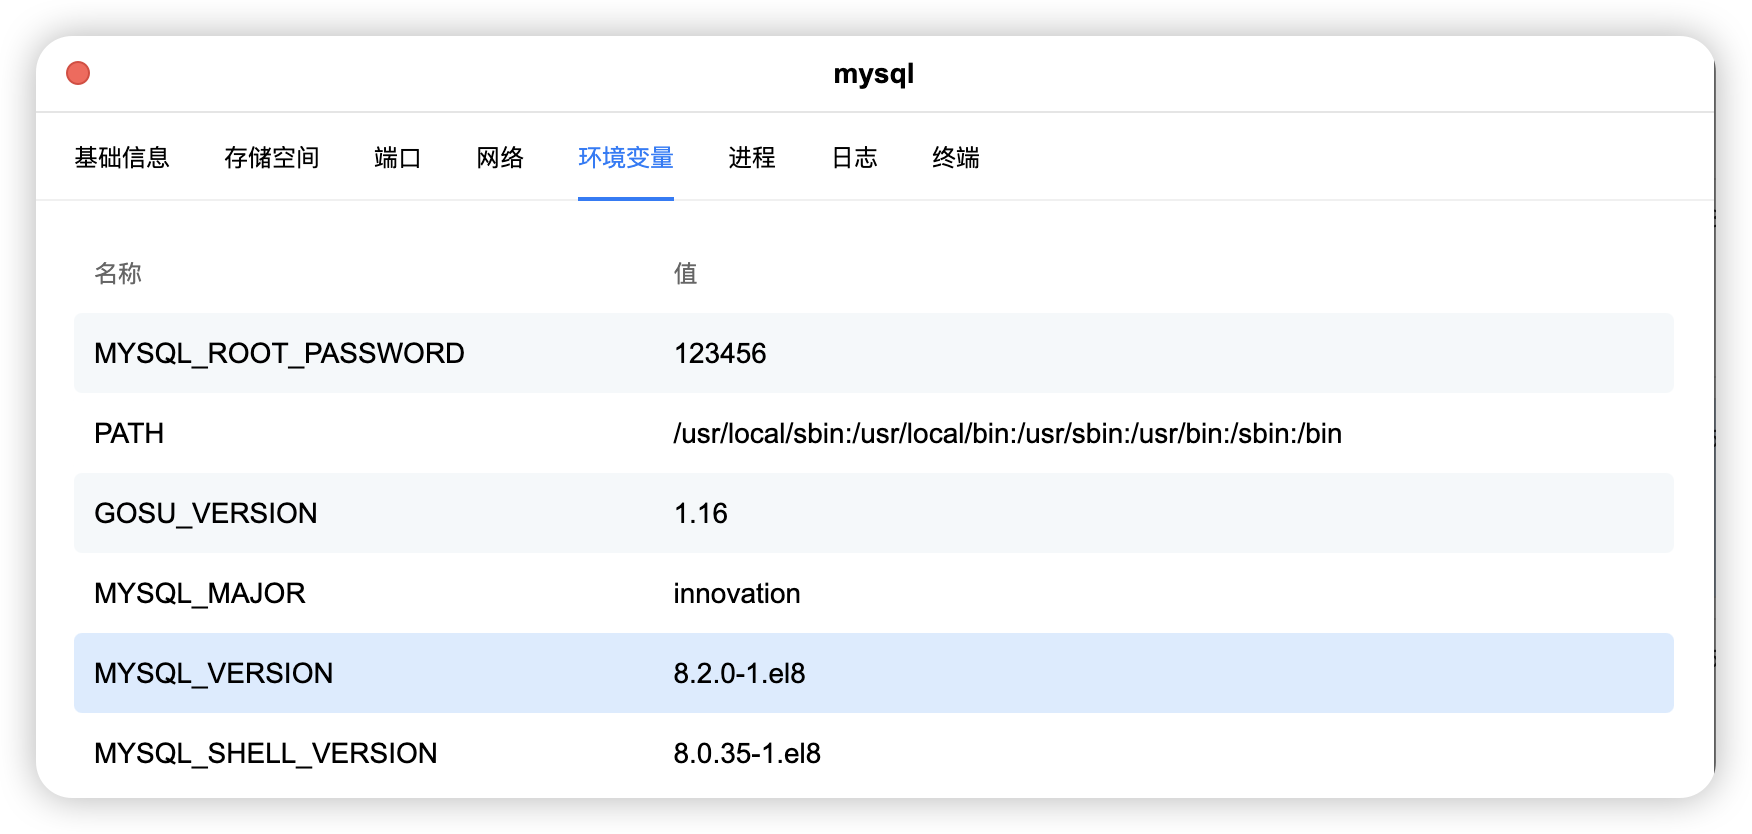 mysql
基础信息 存储空间 端口 网络 环境变量 进程 日志 终端
名称 值
MYSQL_ROOT_PASSWORD 123456
PATH /usr/local/sbin:/usr/local/bin:/usr/sbin:/usr/bin:/sbin:/bin
GOSU_VERSION 1.16
MYSQL_MAJOR innovation
MYSQL_VERSION 8.2.0-1.el8
MYSQL_SHELL_VERSION 8.0.35-1.el8